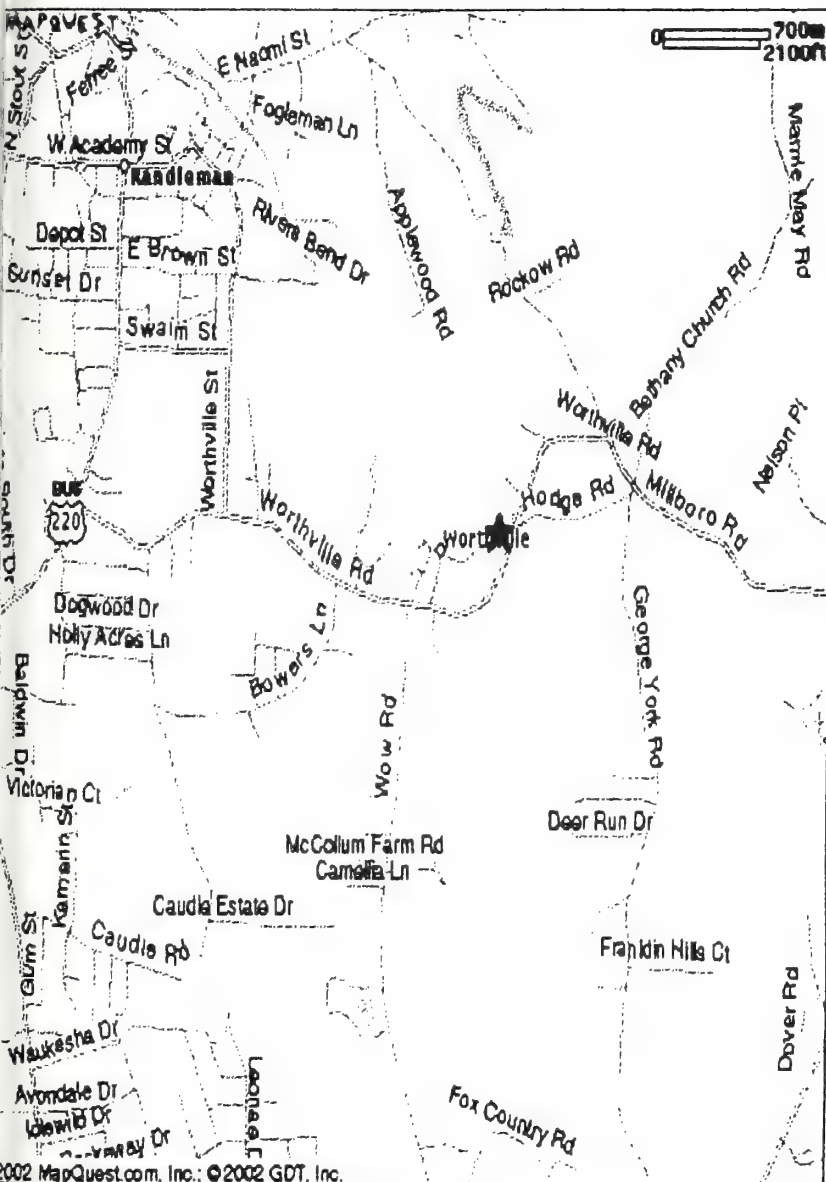 MAPQUEST
0 700m
2100ft
E Naomi St
N Stout St
Ferree
Fogleman Ln
Mamie May Rd
W Academy St
Randleman
Applewood Rd
Rivers Bend Dr
Depot St
E Brown St
Rockow Rd
Bethany Church Rd
Sunset Dr
Swaim St
Worthville St
Worthville Rd
Nelson Pl
BUS
220
Hodge Rd
Millboro Rd
Worthville Rd
Worthville
Dogwood Dr
Holly Acres Ln
Bowers Ln
George York Rd
Baldwin Dr
Wow Rd
Victorian Ct
Kamerin St
Deer Run Dr
McCollum Farm Rd
Camellia Ln
Caudle Estate Dr
Gum St
Caudle Rd
Franklin Hills Ct
Dover Rd
Waukesha Dr
Avondale Dr
Idlewild Dr
Fox Country Rd
2002 MapQuest.com, Inc.; ©2002 GDT, Inc.